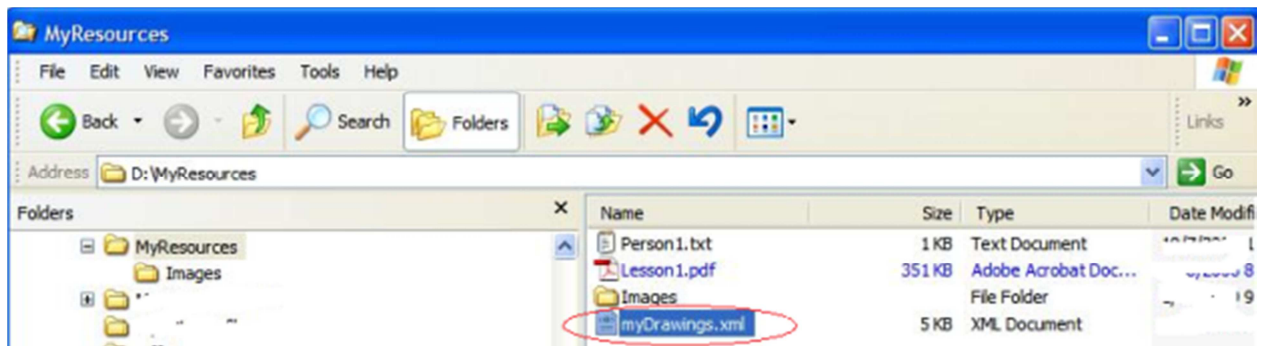 MyResources
File Edit View Favorites Tools Help
Back Search Folders » Links
Address D:\MyResources Go
Folders × Name Size Type Date Modifi
MyResources Person1.txt 1 KB Text Document
Images Lesson1.pdf 351 KB Adobe Acrobat Doc... 8
Images File Folder 9
myDrawings.xml 5 KB XML Document